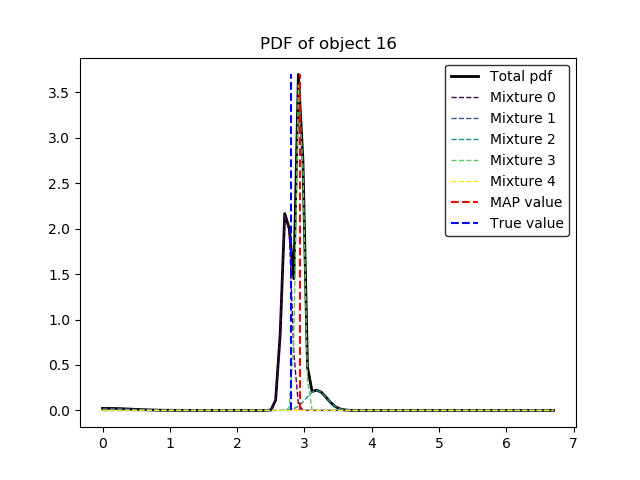 PDF of object 16
Total pdf
Mixture 0
Mixture 1
Mixture 2
Mixture 3
Mixture 4
MAP value
True value
3.5
3.0
2.5
2.0
1.5
1.0
0.5
0.0
0 1 2 3 4 5 6 7